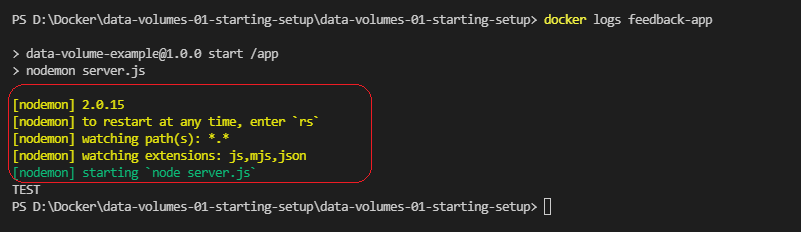 PS D:\Docker\data-volumes-01-starting-setup\data-volumes-01-starting-setup> docker logs feedback-app
> data-volume-example@1.0.0 start /app
> nodemon server.js
[nodemon] 2.0.15
[nodemon] to restart at any time, enter `rs`
[nodemon] watching path(s): *.*
[nodemon] watching extensions: js,mjs,json
[nodemon] starting `node server.js`
TEST
PS D:\Docker\data-volumes-01-starting-setup\data-volumes-01-starting-setup>